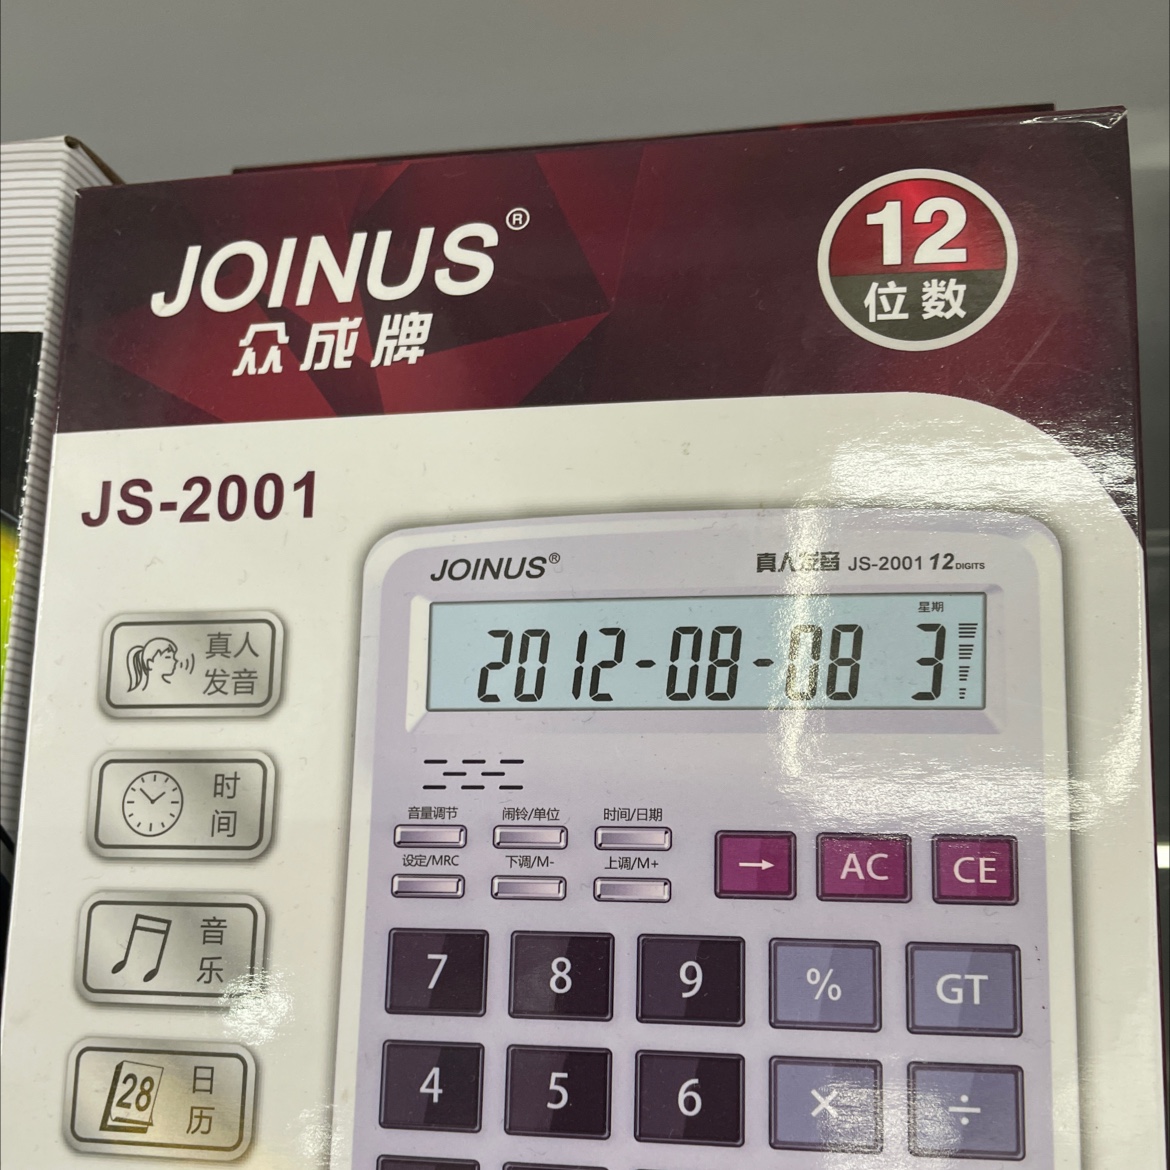 JOINUS®
众成牌
12
位数
JS-2001
JOINUS®
真人发音 JS-2001 12 DIGITS
星期
2012-08-08 3
真人
发音
时
间
音
乐
28
日
历
音量调节 闹铃/单位 时间/日期
设定/MRC 下调/M- 上调/M+
→ AC CE
7 8 9 % GT
4 5 6 × ÷